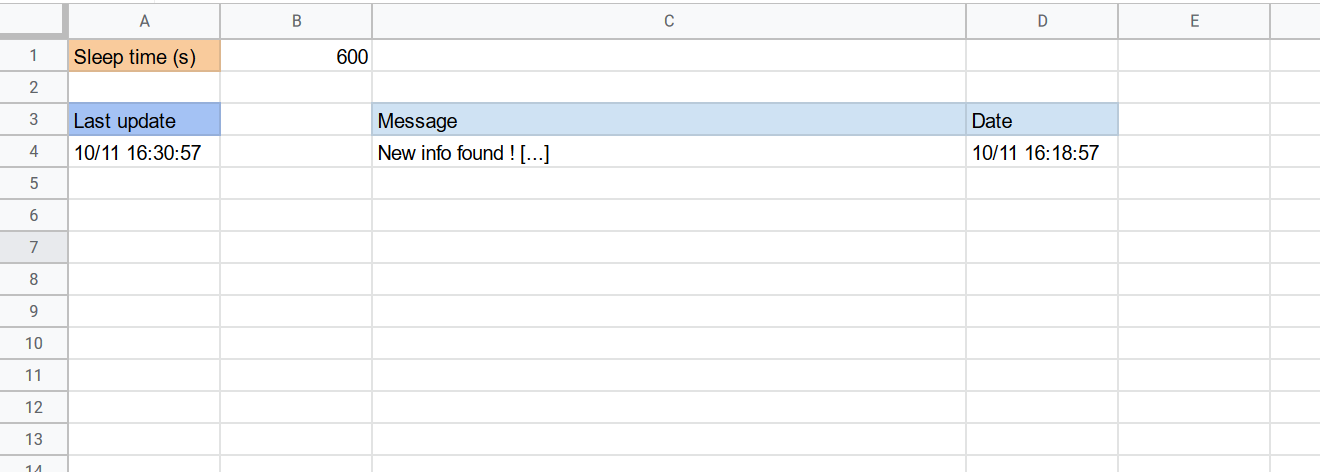 A B C D E
1 Sleep time (s) 600
2
3 Last update Message Date
4 10/11 16:30:57 New info found ! [...] 10/11 16:18:57
5
6
7
8
9
10
11
12
13
14